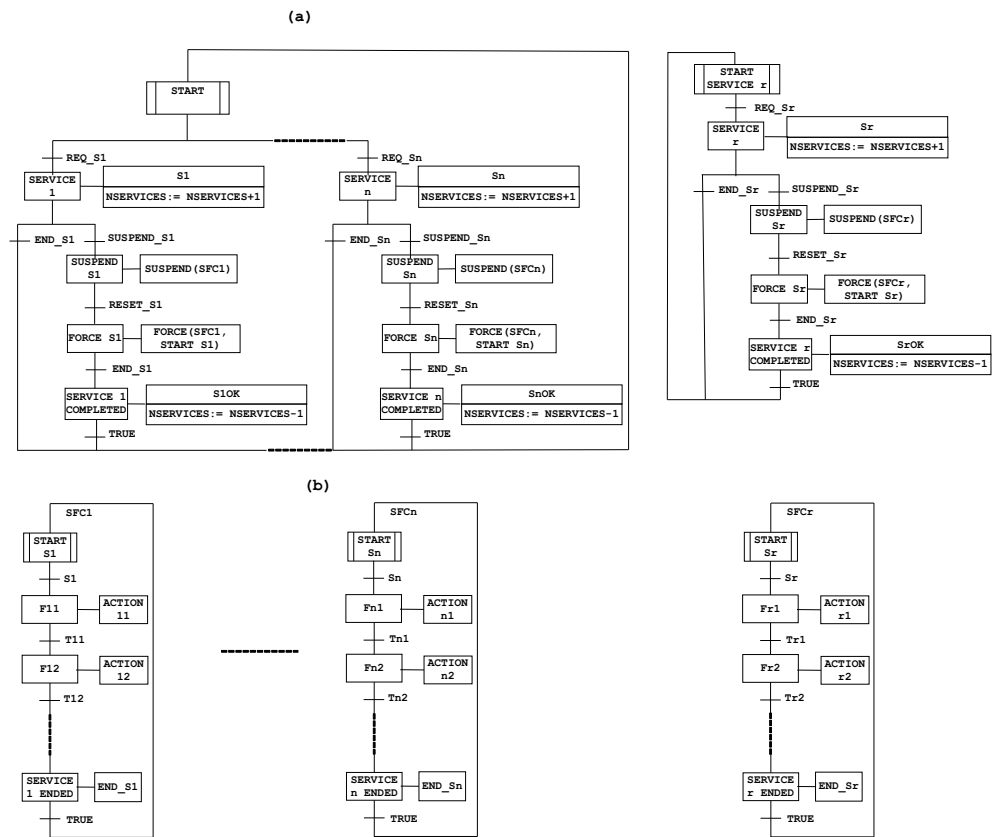 (a)
START
REQ_S1
SERVICE
1
S1
NSERVICES:= NSERVICES+1
END_S1
SUSPEND_S1
SUSPEND
S1
SUSPEND(SFC1)
RESET_S1
FORCE S1
FORCE(SFC1,
START S1)
END_S1
SERVICE 1
COMPLETED
S1OK
NSERVICES:= NSERVICES-1
TRUE
REQ_Sn
SERVICE
n
Sn
NSERVICES:= NSERVICES+1
END_Sn
SUSPEND_Sn
SUSPEND
Sn
SUSPEND(SFCn)
RESET_Sn
FORCE Sn
FORCE(SFCn,
START Sn)
END_Sn
SERVICE n
COMPLETED
SnOK
NSERVICES:= NSERVICES-1
TRUE
START
SERVICE r
REQ_Sr
SERVICE
r
Sr
NSERVICES:= NSERVICES+1
END_Sr
SUSPEND_Sr
SUSPEND
Sr
SUSPEND(SFCr)
RESET_Sr
FORCE Sr
FORCE(SFCr,
START Sr)
END_Sr
SERVICE r
COMPLETED
SrOK
NSERVICES:= NSERVICES-1
TRUE
(b)
SFC1
START
S1
S1
F11
ACTION
11
T11
F12
ACTION
12
T12
SERVICE
1 ENDED
END_S1
TRUE
SFCn
START
Sn
Sn
Fn1
ACTION
n1
Tn1
Fn2
ACTION
n2
Tn2
SERVICE
n ENDED
END_Sn
TRUE
SFCr
START
Sr
Sr
Fr1
ACTION
r1
Tr1
Fr2
ACTION
r2
Tr2
SERVICE
r ENDED
END_Sr
TRUE